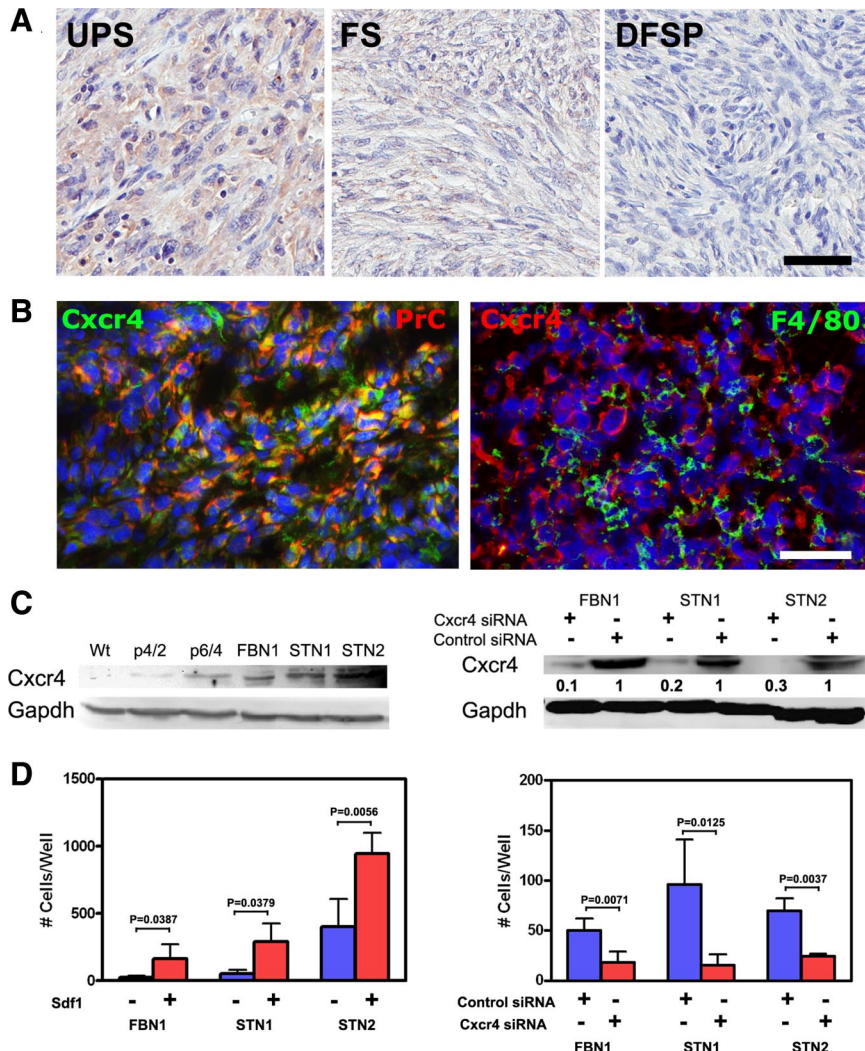 A
UPS FS DFSP
B
Cxcr4 PrC Cxcr4 F4/80
C
Wt p4/2 p6/4 FBN1 STN1 STN2
Cxcr4
Gapdh
FBN1 STN1 STN2
Cxcr4 siRNA + - + - + -
Control siRNA - + - + - +
Cxcr4
0.1 1 0.2 1 0.3 1
Gapdh
D
# Cells/Well
1500
1000
500
0
P=0.0387
P=0.0379
P=0.0056
Sdf1 - + - + - +
FBN1 STN1 STN2
# Cells/Well
200
150
100
50
0
P=0.0071
P=0.0125
P=0.0037
Control siRNA + - + - + -
Cxcr4 siRNA - + - + - +
FBN1 STN1 STN2